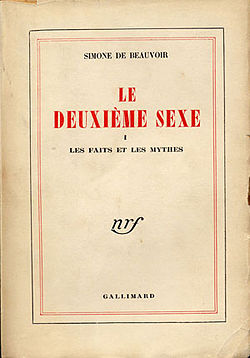 SIMONE DE BEAUVOIR
LE
DEUXIÈME SEXE
I
LES FAITS ET LES MYTHES
nrf
GALLIMARD